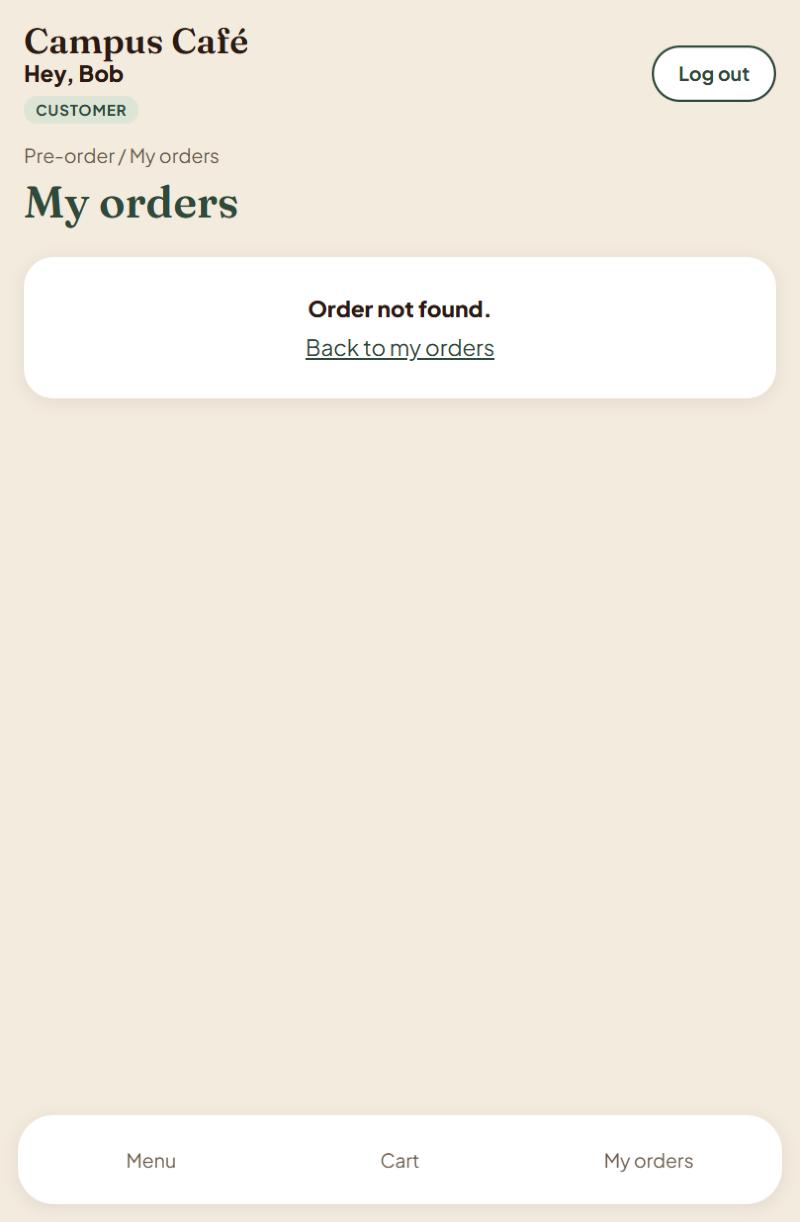 Campus Café
Hey, Bob
CUSTOMER
Log out
Pre-order / My orders
My orders
Order not found.
Back to my orders
Menu
Cart
My orders